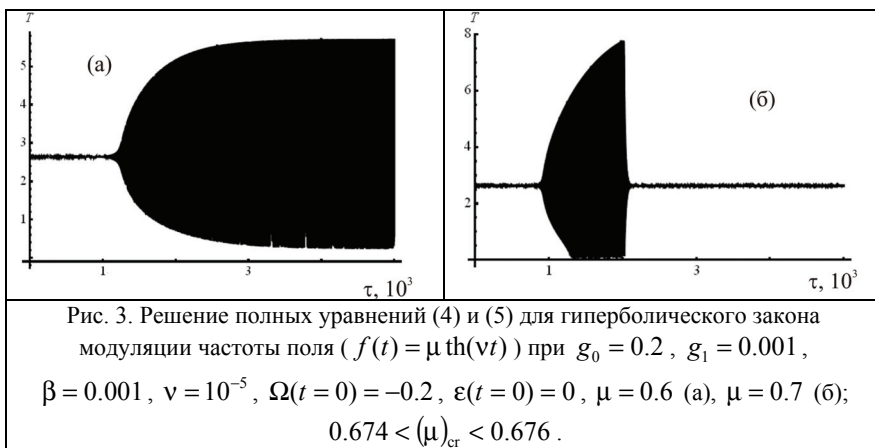 T
5
4
3
2
1
(а)
1
3
5
τ, 10³
T
8
6
4
2
(б)
1
3
5
τ, 10³
Рис. 3. Решение полных уравнений (4) и (5) для гиперболического закона
модуляции частоты поля ( f(t) = μ th(νt) ) при g₀ = 0.2 , g₁ = 0.001 ,
β = 0.001 , ν = 10⁻⁵ , Ω(t = 0) = −0.2 , ε(t = 0) = 0 , μ = 0.6 (а), μ = 0.7 (б);
0.674 < (μ)cr < 0.676 .